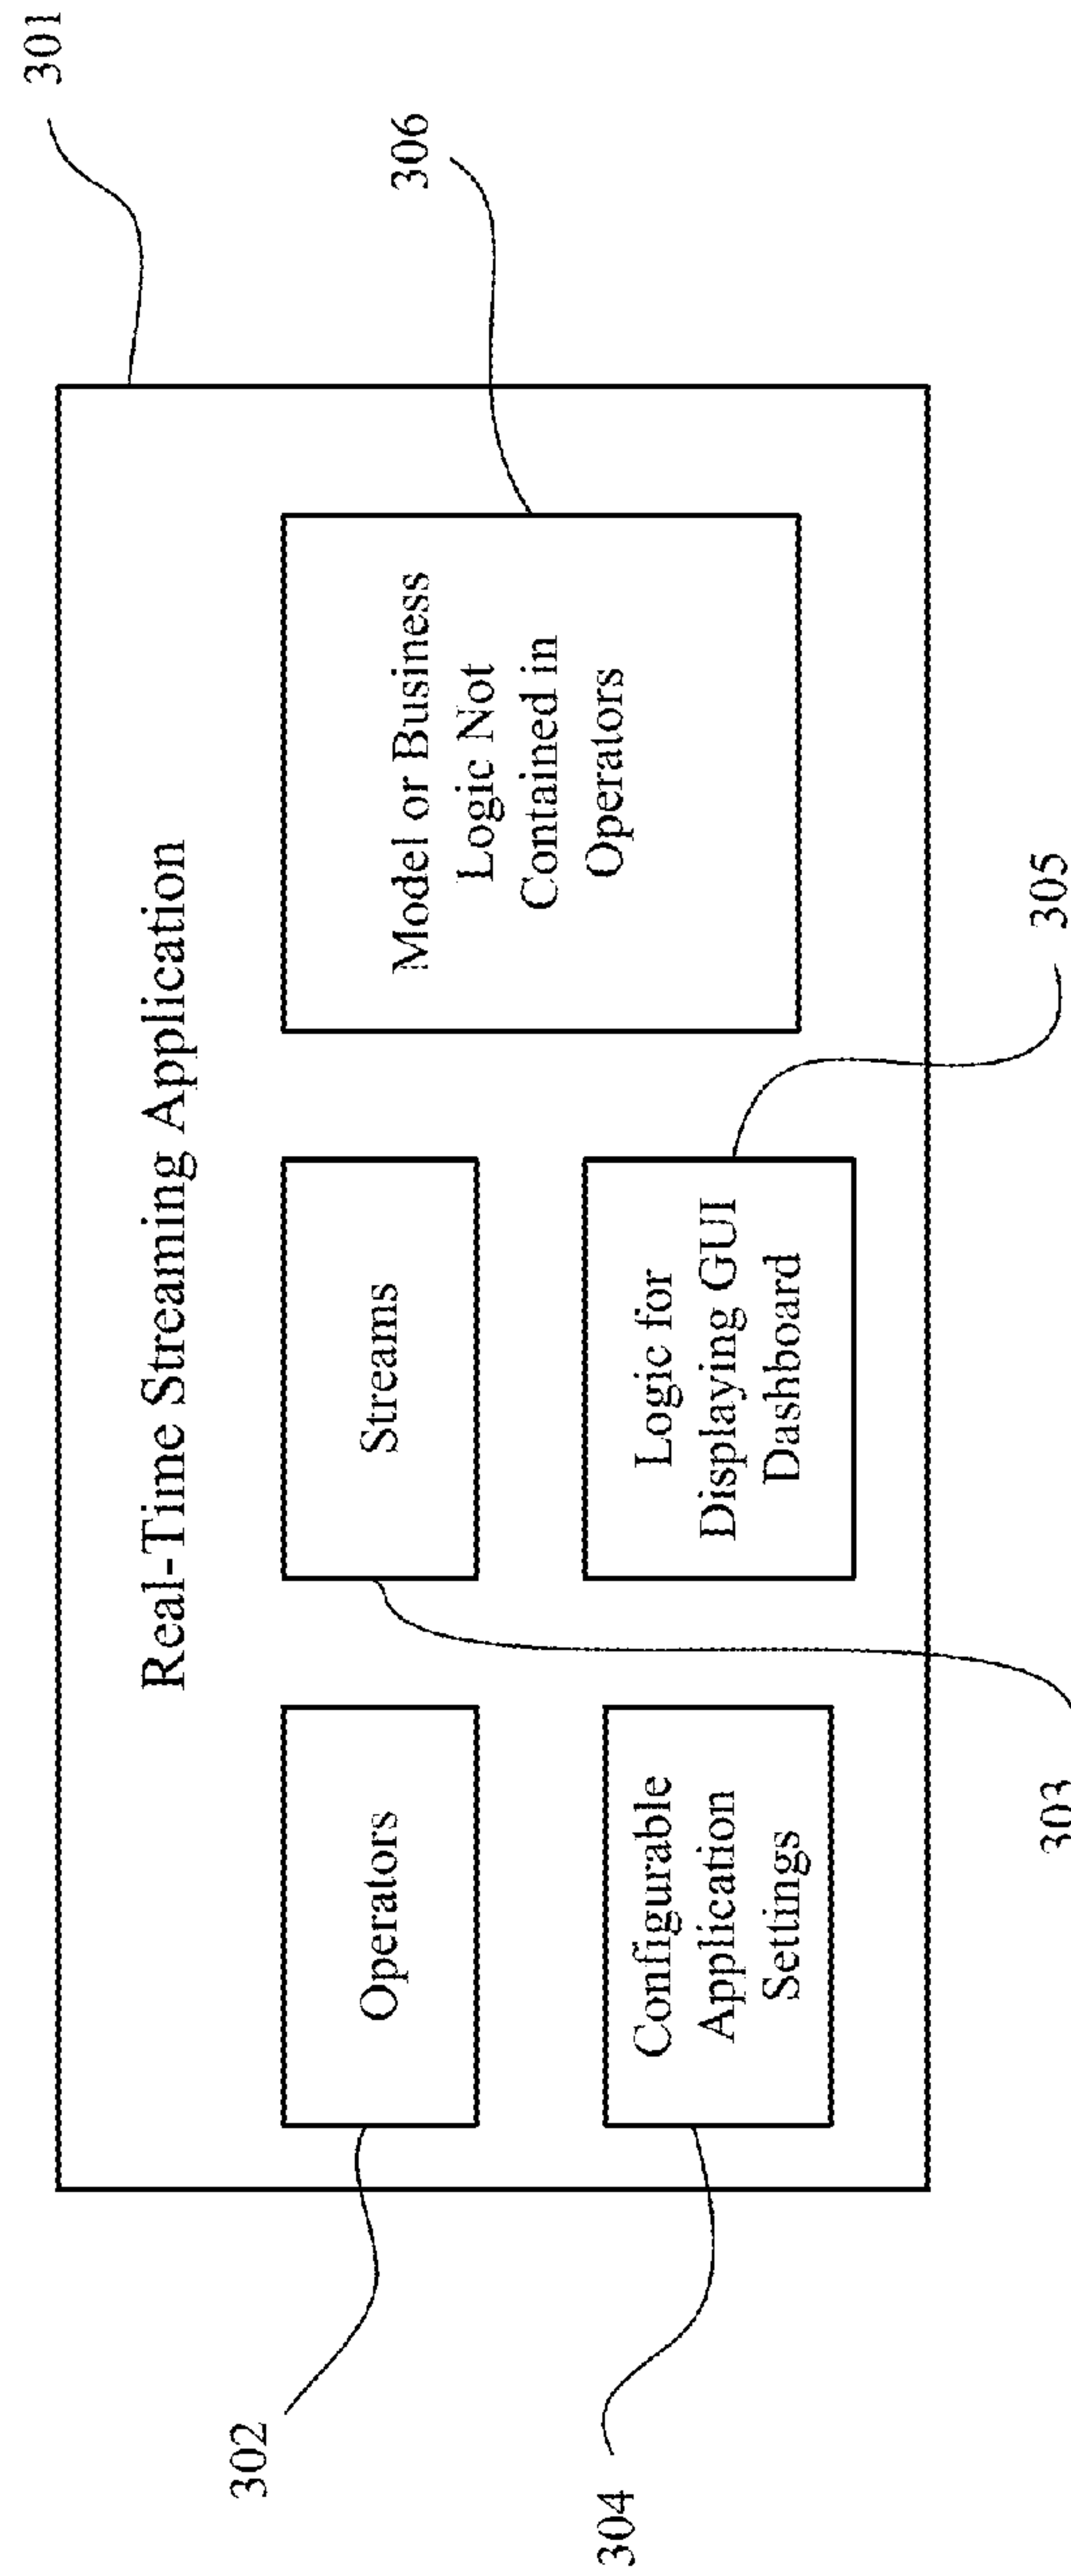 301
Real-Time Streaming Application
306
Operators
Streams
Model or Business
Logic Not
Contained in
Operators
302
Configurable
Application
Settings
Logic for
Displaying GUI
Dashboard
304
303
305